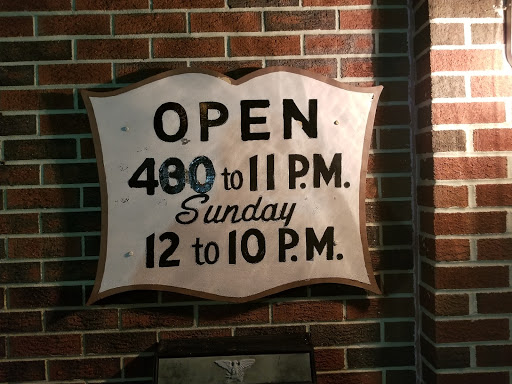 OPEN
430 to 11 P.M.
Sunday
12 to 10 P.M.